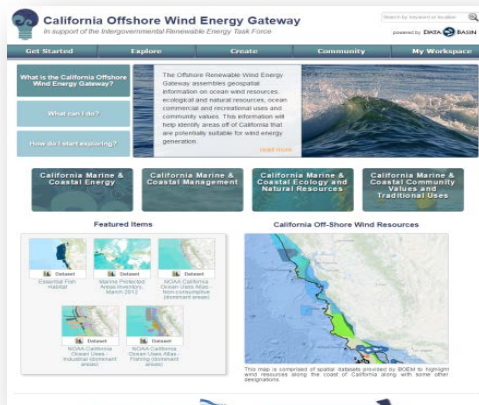 California Offshore Wind Energy Gateway
In support of the Intergovernmental Renewable Energy Task Force
Search by keyword or location
powered by DATA BASIN
Get Started
Explore
Create
Community
My Workspace
What is the California Offshore
Wind Energy Gateway?
What can I do?
How do I start exploring?
The Offshore Renewable Wind Energy
Gateway assembles geospatial
information on ocean wind resources,
ecological and natural resources, ocean
commercial and recreational uses and
community values. This information will
help identify areas off of California that
are potentially suitable for wind energy
generation.
read more
California Marine &
Coastal Energy
California Marine &
Coastal Management
California Marine &
Coastal Ecology and
Natural Resources
California Marine &
Coastal Community
Values and
Traditional Uses
Featured Items
Dataset
Essential Fish
Habitat
Dataset
Marine Protected
Areas Inventory,
March 2012
Dataset
NOAA California
Ocean Uses Atlas -
Non-consumptive
(dominant areas)
Dataset
NOAA California
Ocean Uses -
Industrial (dominant
areas)
Dataset
NOAA California
Ocean Uses Atlas -
Fishing (dominant
areas)
California Off-Shore Wind Resources
This map is comprised of spatial datasets provided by BOEM to highlight
wind resources along the coast of California along with some other
designations.